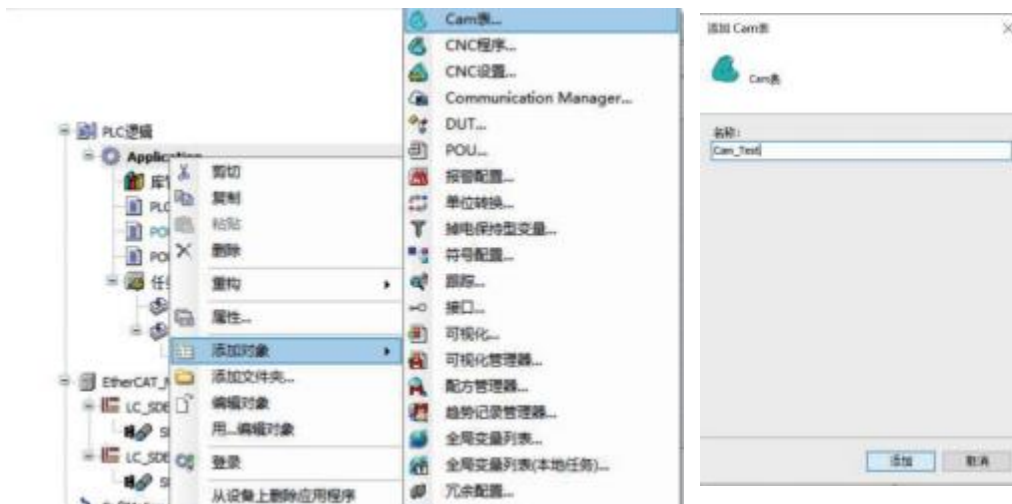 PLC逻辑
Application
库
PLC
PO
PO
任
EtherCAT_
LC_SDE
S
LC_SDE
S
剪切
复制
粘贴
删除
重构
属性...
添加对象
添加文件夹...
编辑对象
用...编辑对象
登录
从设备上删除应用程序
Cam表...
CNC程序...
CNC设置...
Communication Manager...
DUT...
POU...
报警配置...
单位转换...
掉电保持型变量...
符号配置...
跟踪...
接口...
可视化...
可视化管理器...
配方管理器...
趋势记录管理器...
全局变量列表...
全局变量列表(本地任务)...
冗余配置...
添加 Cam表
Cam表
名称:
Cam_Test
添加
取消